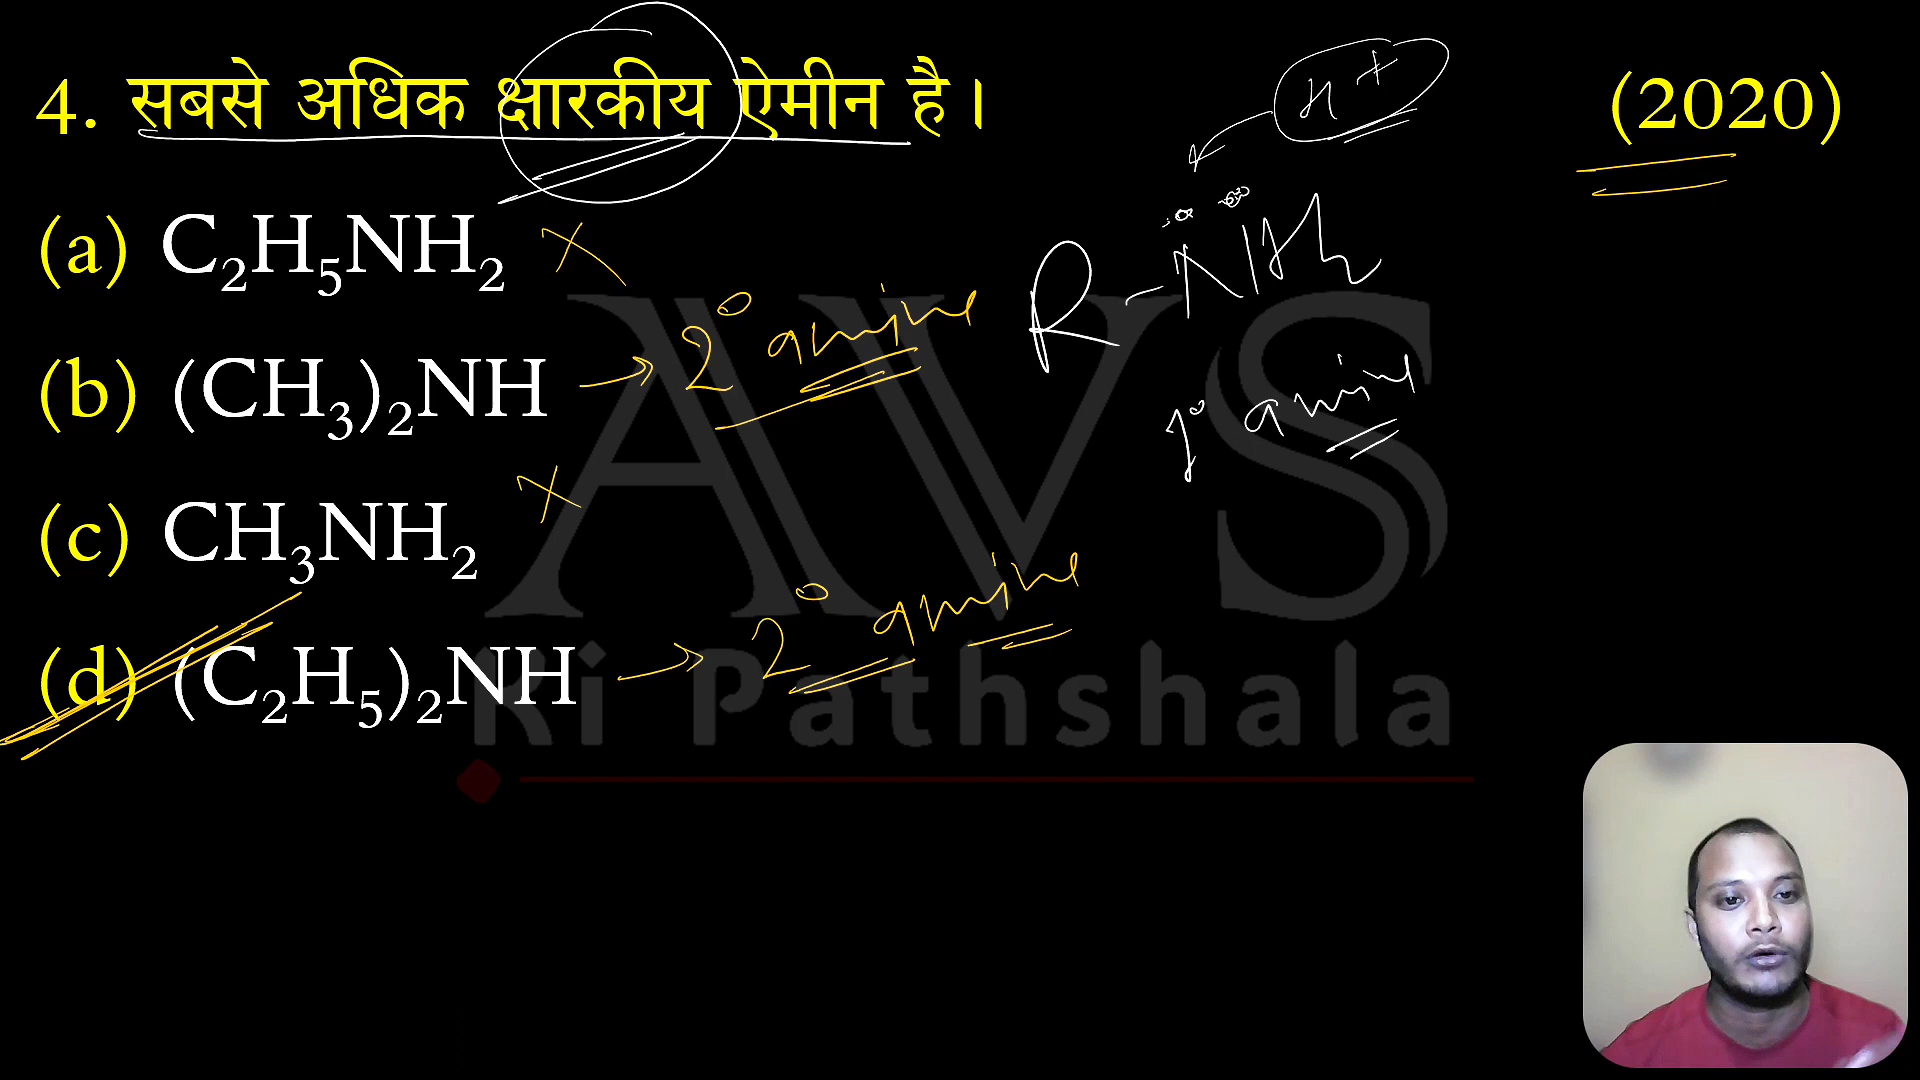 4. सबसे अधिक क्षारकीय ऐमीन है। (2020)
H+
(a) C₂H₅NH₂
R-NH₂
(b) (CH₃)₂NH → 2° amine
1° amine
(c) CH₃NH₂
(d) (C₂H₅)₂NH → 2° amine
AVS
Ki Pathshala